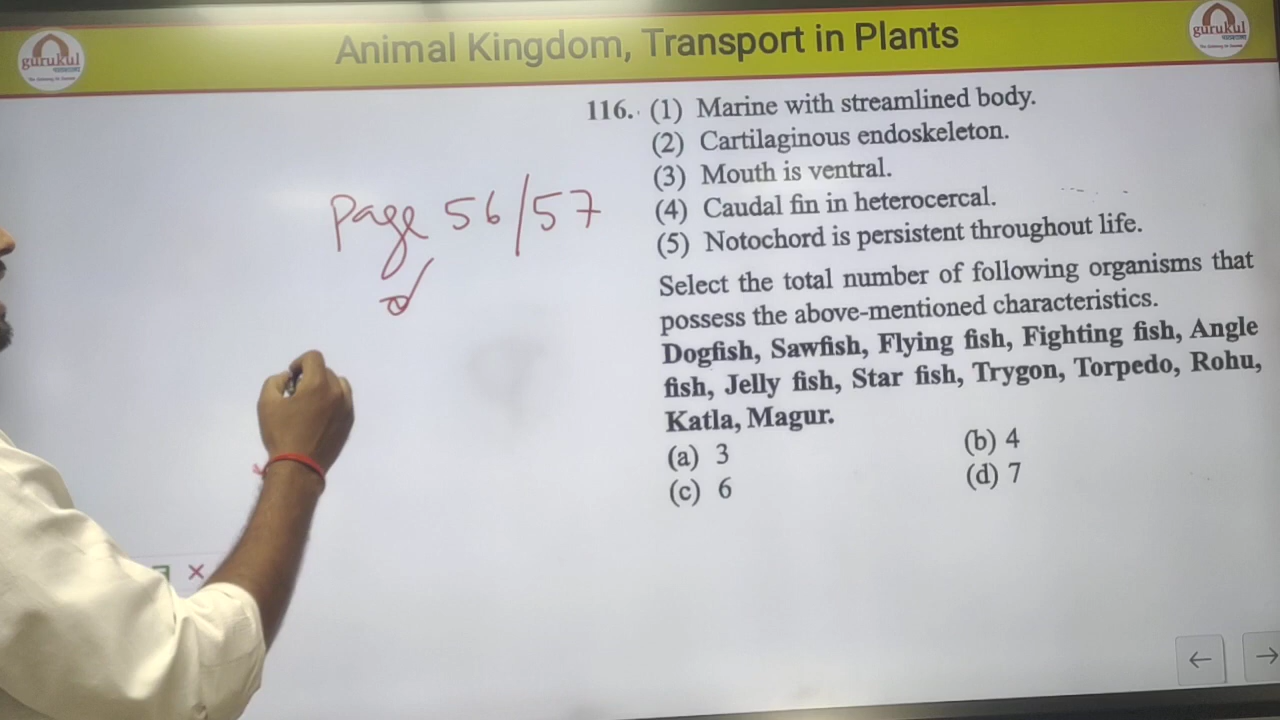 gurukul
Animal Kingdom, Transport in Plants
gurukul
Page 56/57
116. (1) Marine with streamlined body.
(2) Cartilaginous endoskeleton.
(3) Mouth is ventral.
(4) Caudal fin in heterocercal.
(5) Notochord is persistent throughout life.
Select the total number of following organisms that
possess the above-mentioned characteristics.
Dogfish, Sawfish, Flying fish, Fighting fish, Angle
fish, Jelly fish, Star fish, Trygon, Torpedo, Rohu,
Katla, Magur.
(a) 3 (b) 4
(c) 6 (d) 7